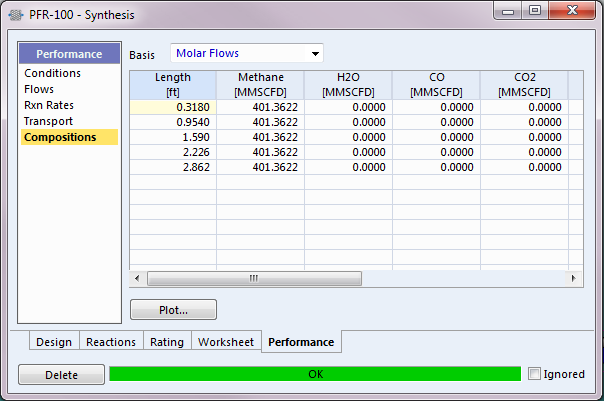 PFR-100 - Synthesis
Performance
Conditions
Flows
Rxn Rates
Transport
Compositions
Basis Molar Flows
Length Methane H2O CO CO2
[ft] [MMSCFD] [MMSCFD] [MMSCFD] [MMSCFD]
0.3180 401.3622 0.0000 0.0000 0.0000
0.9540 401.3622 0.0000 0.0000 0.0000
1.590 401.3622 0.0000 0.0000 0.0000
2.226 401.3622 0.0000 0.0000 0.0000
2.862 401.3622 0.0000 0.0000 0.0000
Plot...
Design Reactions Rating Worksheet Performance
Delete OK Ignored